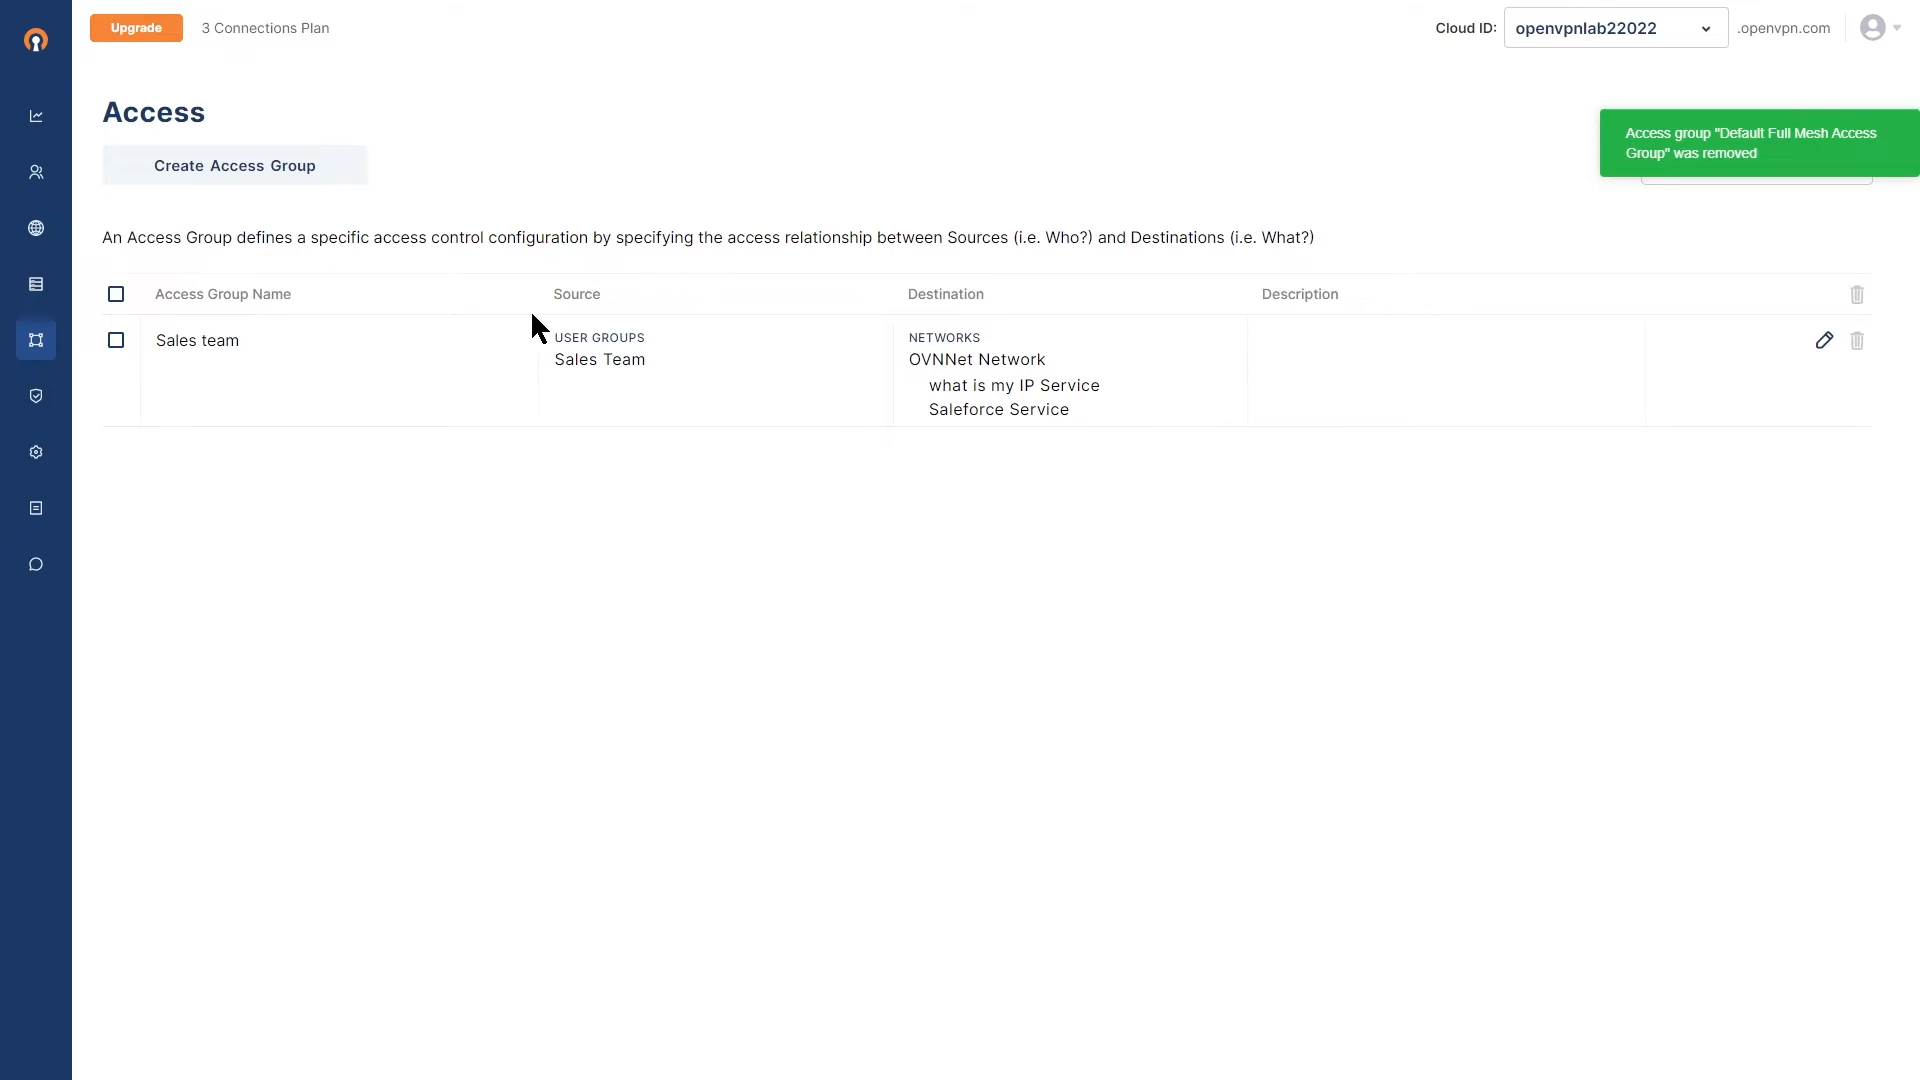 Upgrade
3 Connections Plan
Cloud ID:
openvpnlab22022
.openvpn.com
Access
Access group "Default Full Mesh Access
Group" was removed
Create Access Group
An Access Group defines a specific access control configuration by specifying the access relationship between Sources (i.e. Who?) and Destinations (i.e. What?)
Access Group Name
Source
Destination
Description
Sales team
USER GROUPS
Sales Team
NETWORKS
OVNNet Network
what is my IP Service
Saleforce Service